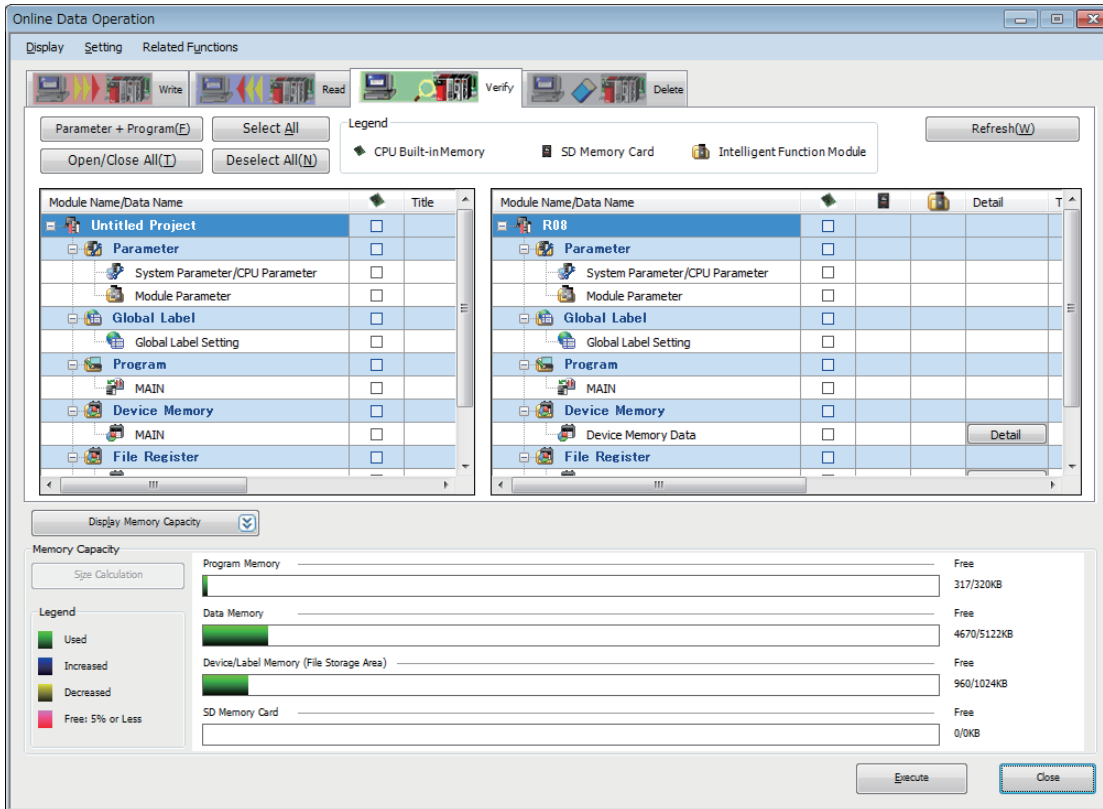 Online Data Operation
Display Setting Related Functions
Write Read Verify Delete
Parameter + Program(F) Select All Legend Refresh(W)
CPU Built-in Memory SD Memory Card Intelligent Function Module
Open/Close All(T) Deselect All(N)
Module Name/Data Name Title
Untitled Project
Parameter
System Parameter/CPU Parameter
Module Parameter
Global Label
Global Label Setting
Program
MAIN
Device Memory
MAIN
File Register
Module Name/Data Name Detail T
R08
Parameter
System Parameter/CPU Parameter
Module Parameter
Global Label
Global Label Setting
Program
MAIN
Device Memory
Device Memory Data Detail
File Register
Display Memory Capacity
Memory Capacity
Size Calculation
Legend
Used
Increased
Decreased
Free: 5% or Less
Program Memory Free
317/320KB
Data Memory Free
4670/5122KB
Device/Label Memory (File Storage Area) Free
960/1024KB
SD Memory Card Free
0/0KB
Execute Close